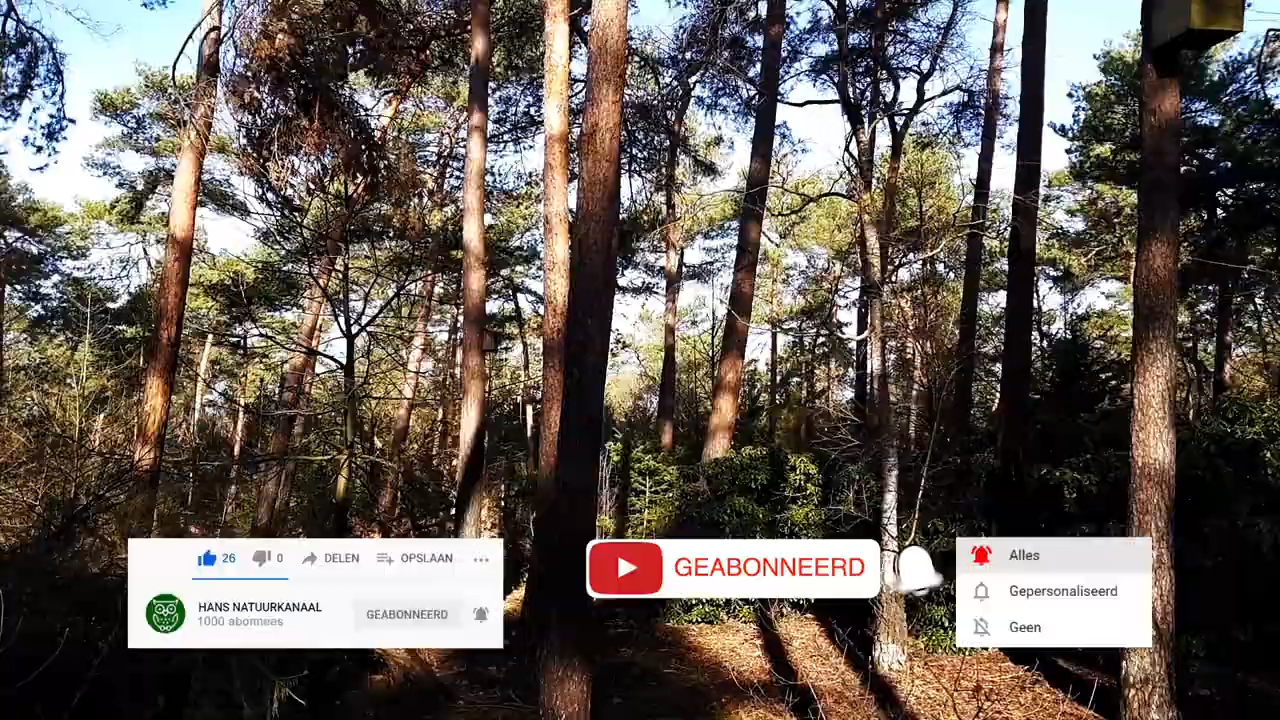 26 0 DELEN OPSLAAN
HANS NATUURKANAAL
1000 abonnees
GEABONNEERD
GEABONNEERD
Alles
Gepersonaliseerd
Geen